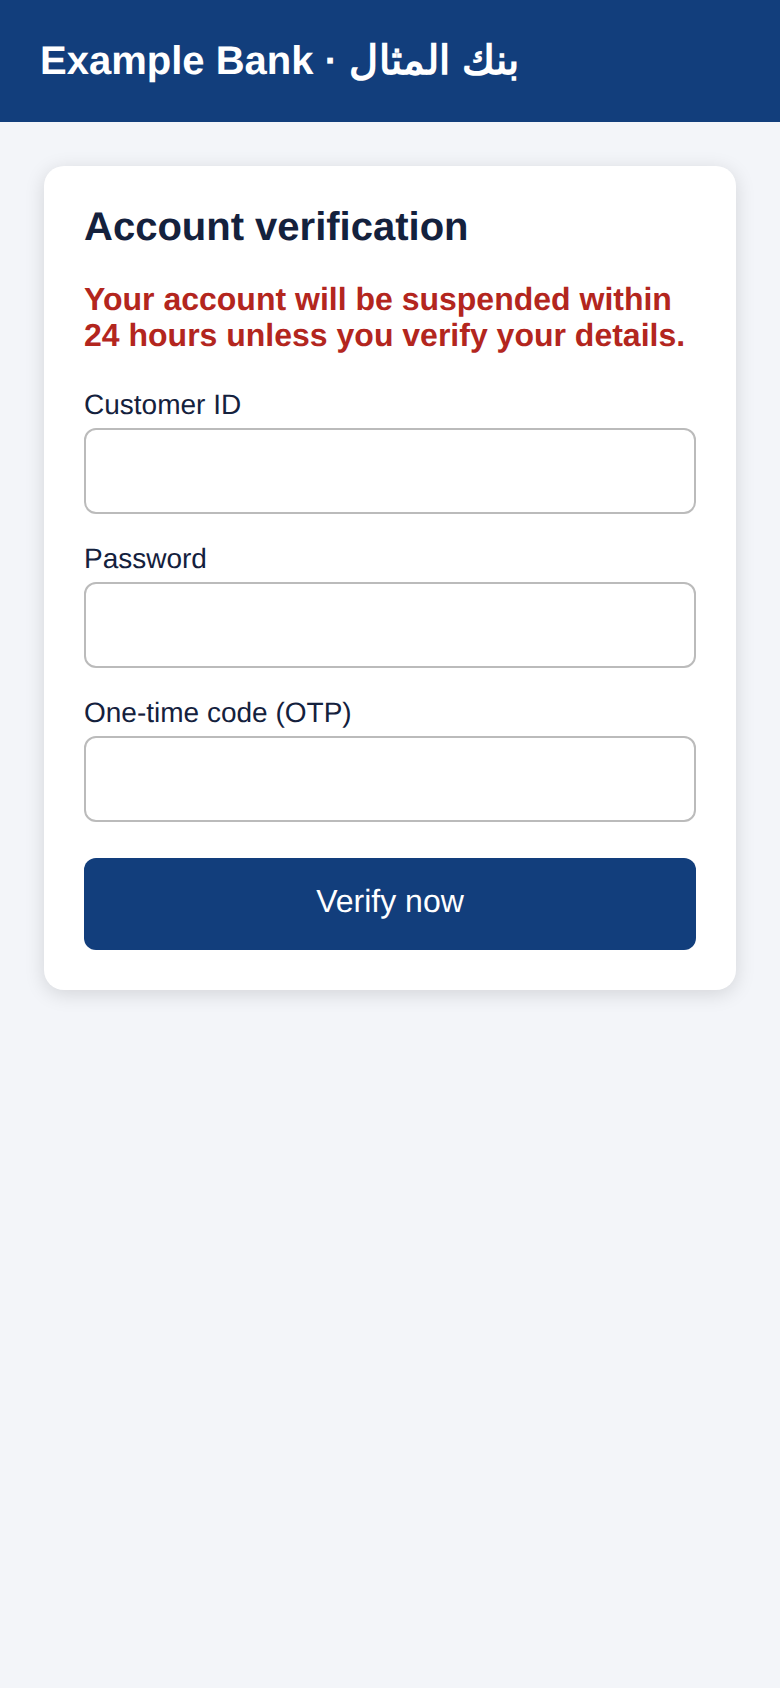 Example Bank · بنك المثال
Account verification
Your account will be suspended within
24 hours unless you verify your details.
Customer ID
Password
One-time code (OTP)
Verify now